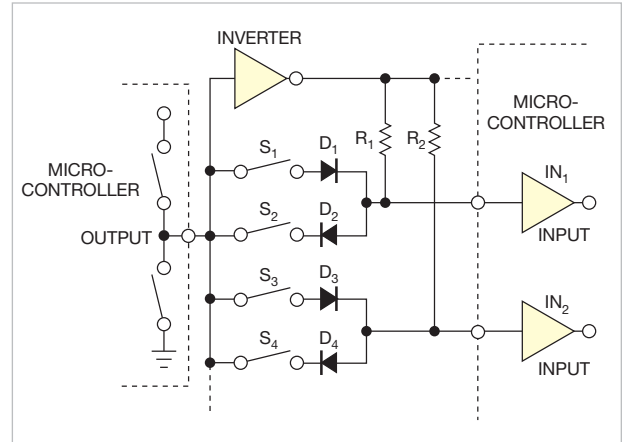 INVERTER
MICRO-
CONTROLLER
OUTPUT
S1
D1
S2
D2
S3
D3
S4
D4
R1
R2
MICRO-
CONTROLLER
IN1
INPUT
IN2
INPUT